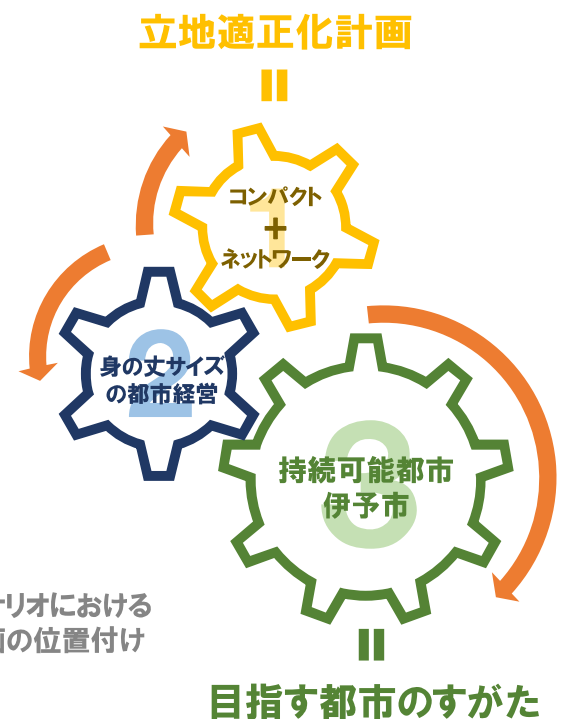 立地適正化計画
=
1
コンパクト
+
ネットワーク
2
身の丈サイズ
の都市経営
3
持続可能都市
伊予市
リオにおける
の位置付け
=
目指す都市のすがた